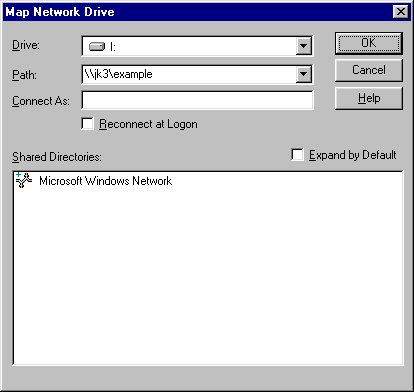 Map Network Drive
Drive: I:
OK
Path: \\jk3\example
Cancel
Connect As:
Help
Reconnect at Logon
Shared Directories:
Expand by Default
Microsoft Windows Network